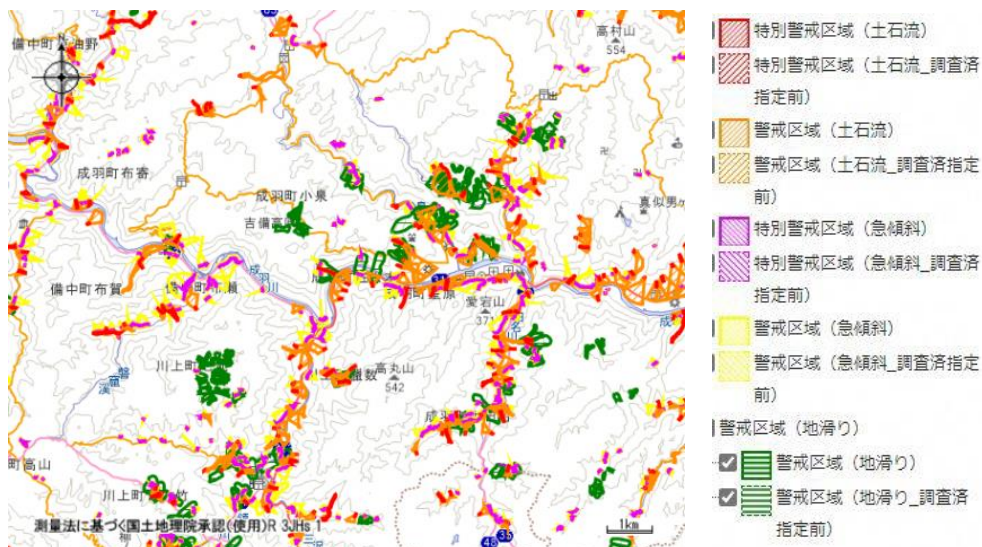 高村山
554
備中町
油野
N
成羽町布寄
成羽町小泉
真似男
吉備高
成羽川
備中町布賀
愛宕山
371
川上町
高丸山
542
町高山
川上町
竹
測量法に基づく国土地理院承認(使用)R 3JHs 1
1km
特別警戒区域（土石流）
特別警戒区域（土石流_調査済
指定前）
警戒区域（土石流）
警戒区域（土石流_調査済指定
前）
特別警戒区域（急傾斜）
特別警戒区域（急傾斜_調査済
指定前）
警戒区域（急傾斜）
警戒区域（急傾斜_調査済指定
前）
警戒区域（地滑り）
警戒区域（地滑り）
警戒区域（地滑り_調査済
指定前）